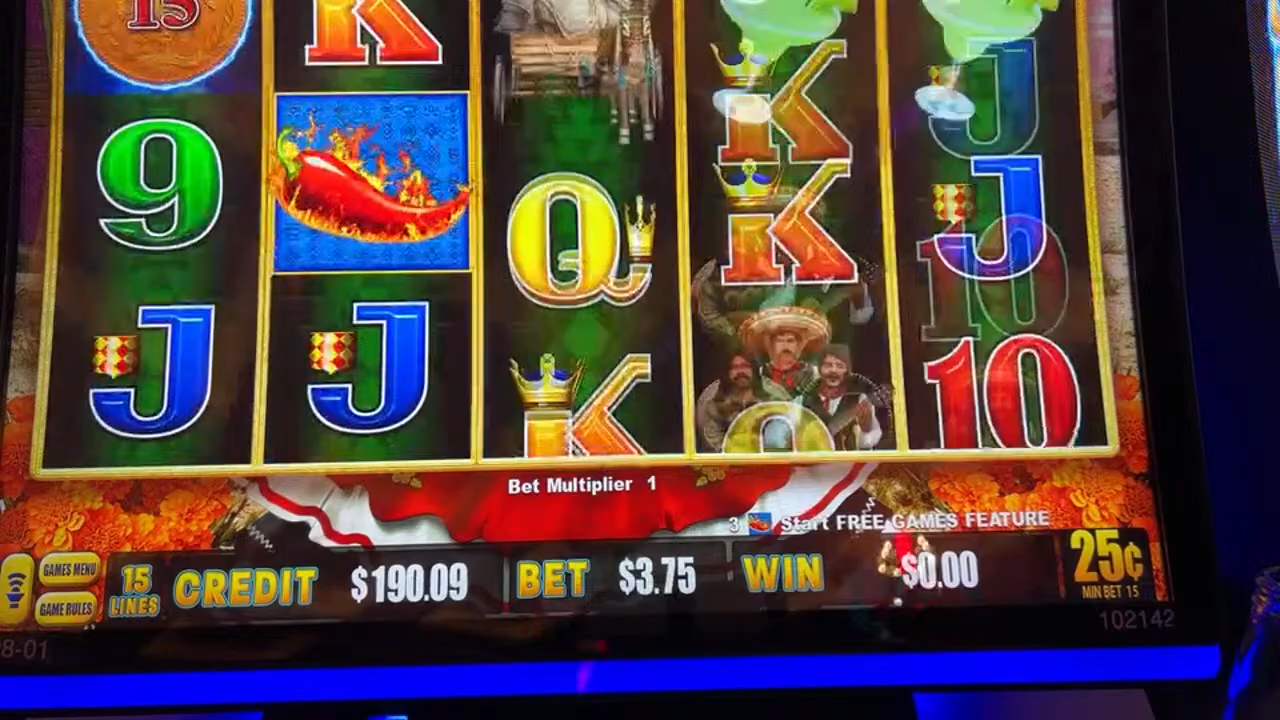 15
K
K
J
9
J
Q
K
10
J
J
K
10
Bet Multiplier 1
3 Start FREE GAMES FEATURE
GAMES MENU
GAME RULES
15 LINES
CREDIT $190.09 BET $3.75 WIN $0.00
25¢
MIN BET 15
102142
8-01